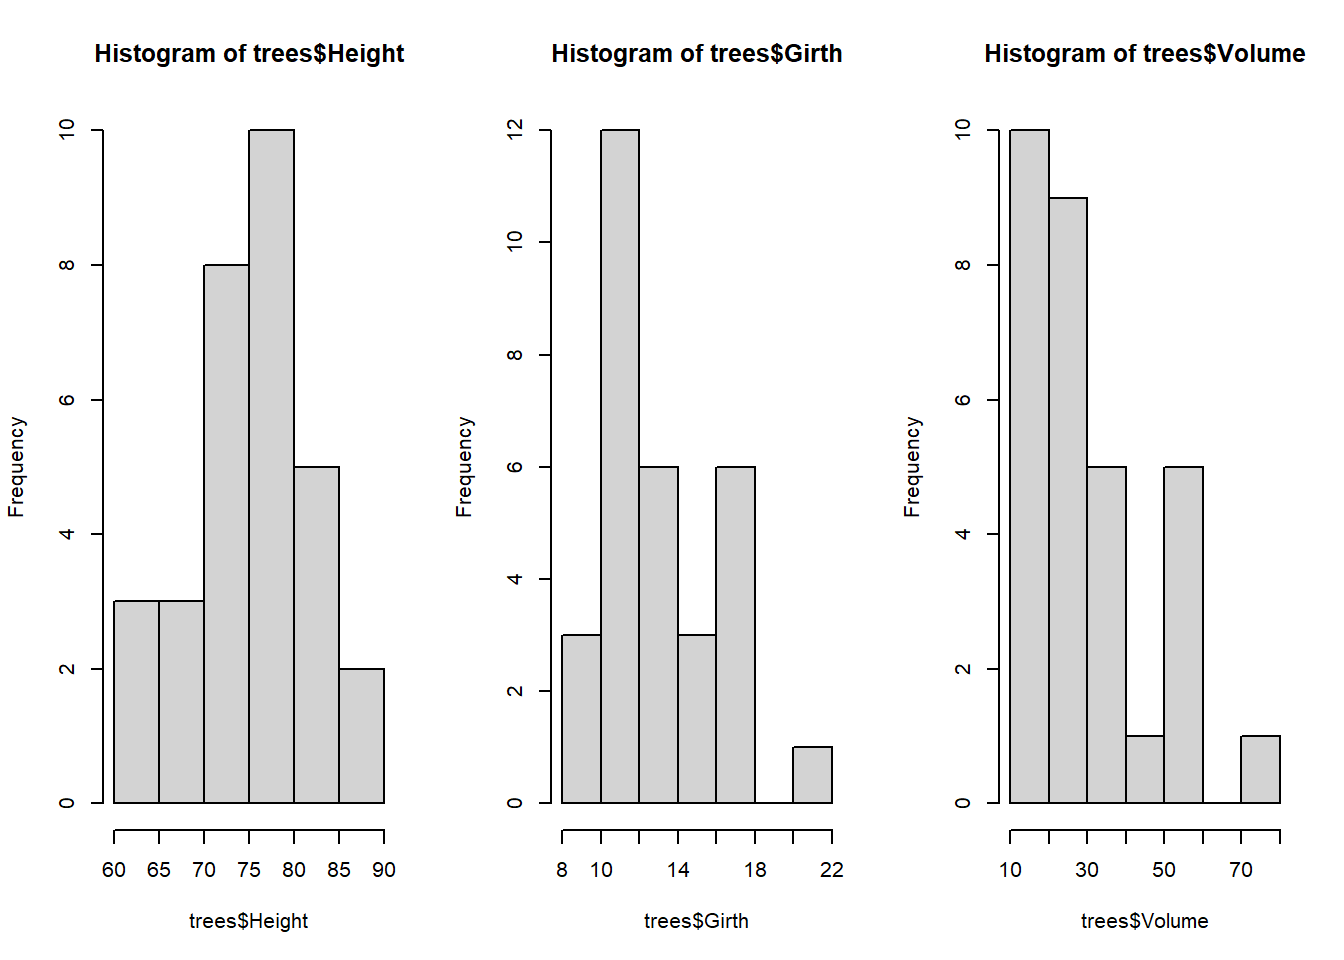 Histogram of trees$Height
Frequency
0
2
4
6
8
10
60 65 70 75 80 85 90
trees$Height
Histogram of trees$Girth
Frequency
0
2
4
6
8
10
12
8 10 14 18 22
trees$Girth
Histogram of trees$Volume
Frequency
0
2
4
6
8
10
10 30 50 70
trees$Volume